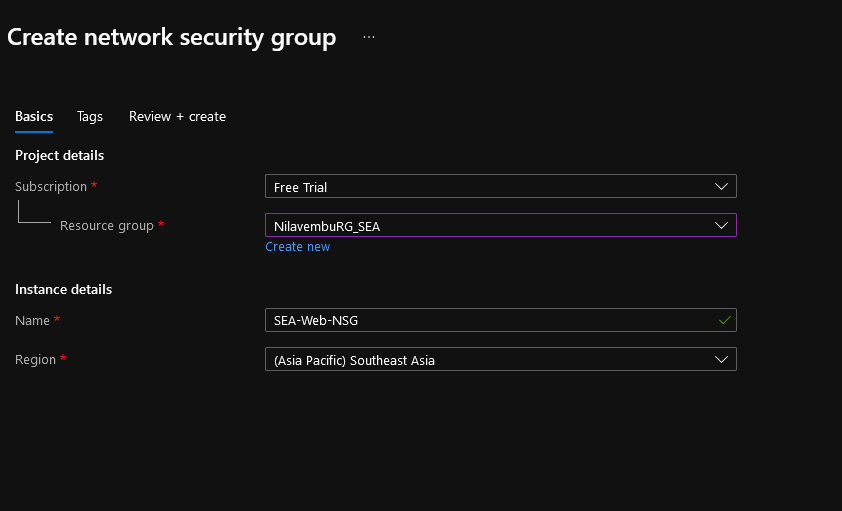 Create network security group ...
Basics Tags Review + create
Project details
Subscription * Free Trial
Resource group * NilavembuRG_SEA
Create new
Instance details
Name * SEA-Web-NSG
Region * (Asia Pacific) Southeast Asia